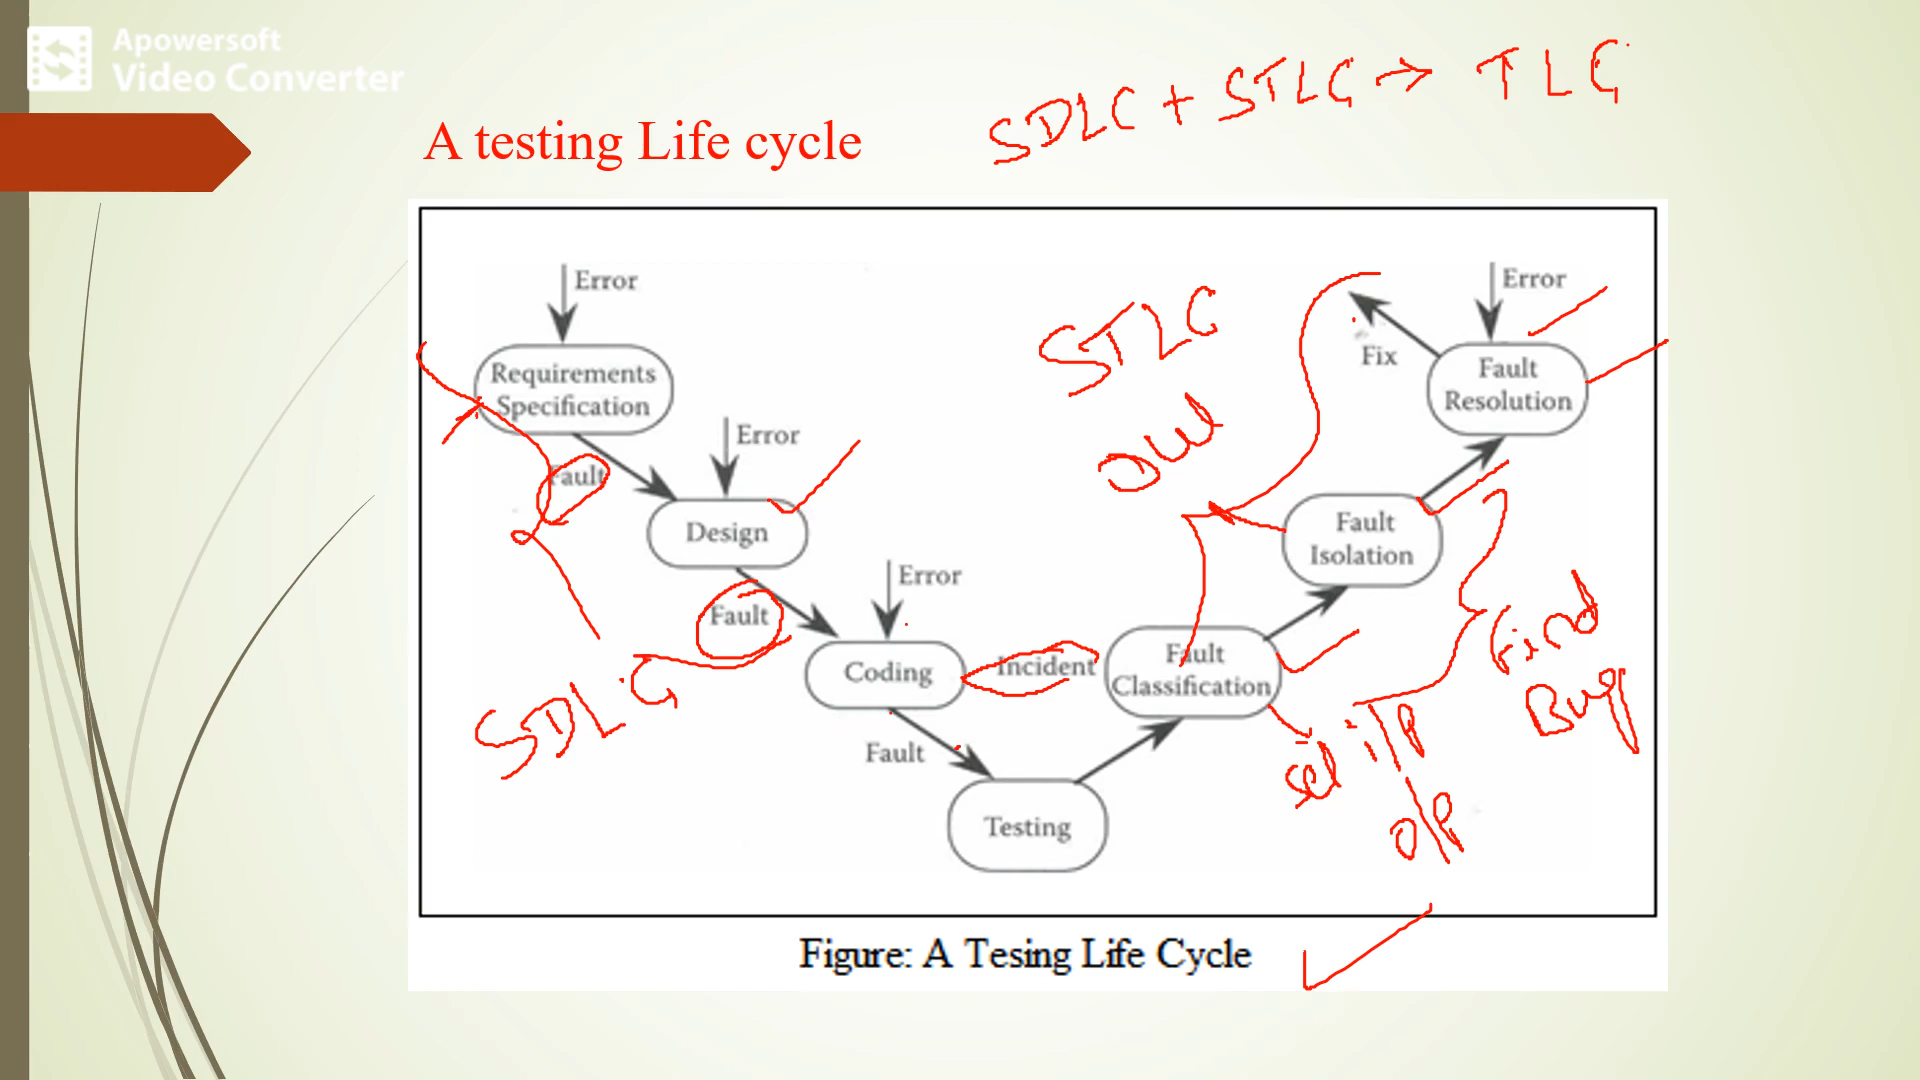 Apowersoft
Video Converter
SDLC + STLC → TLC
A testing Life cycle
Error
Error
Requirements
Specification
STLC
Fix
Fault
Resolution
Error
Fault
Design
Fault
Isolation
Error
Fault
Find
Bug
Coding
Incident
Fault
Classification
SDLC
i/p
o/p
Fault
Testing
Figure: A Tesing Life Cycle